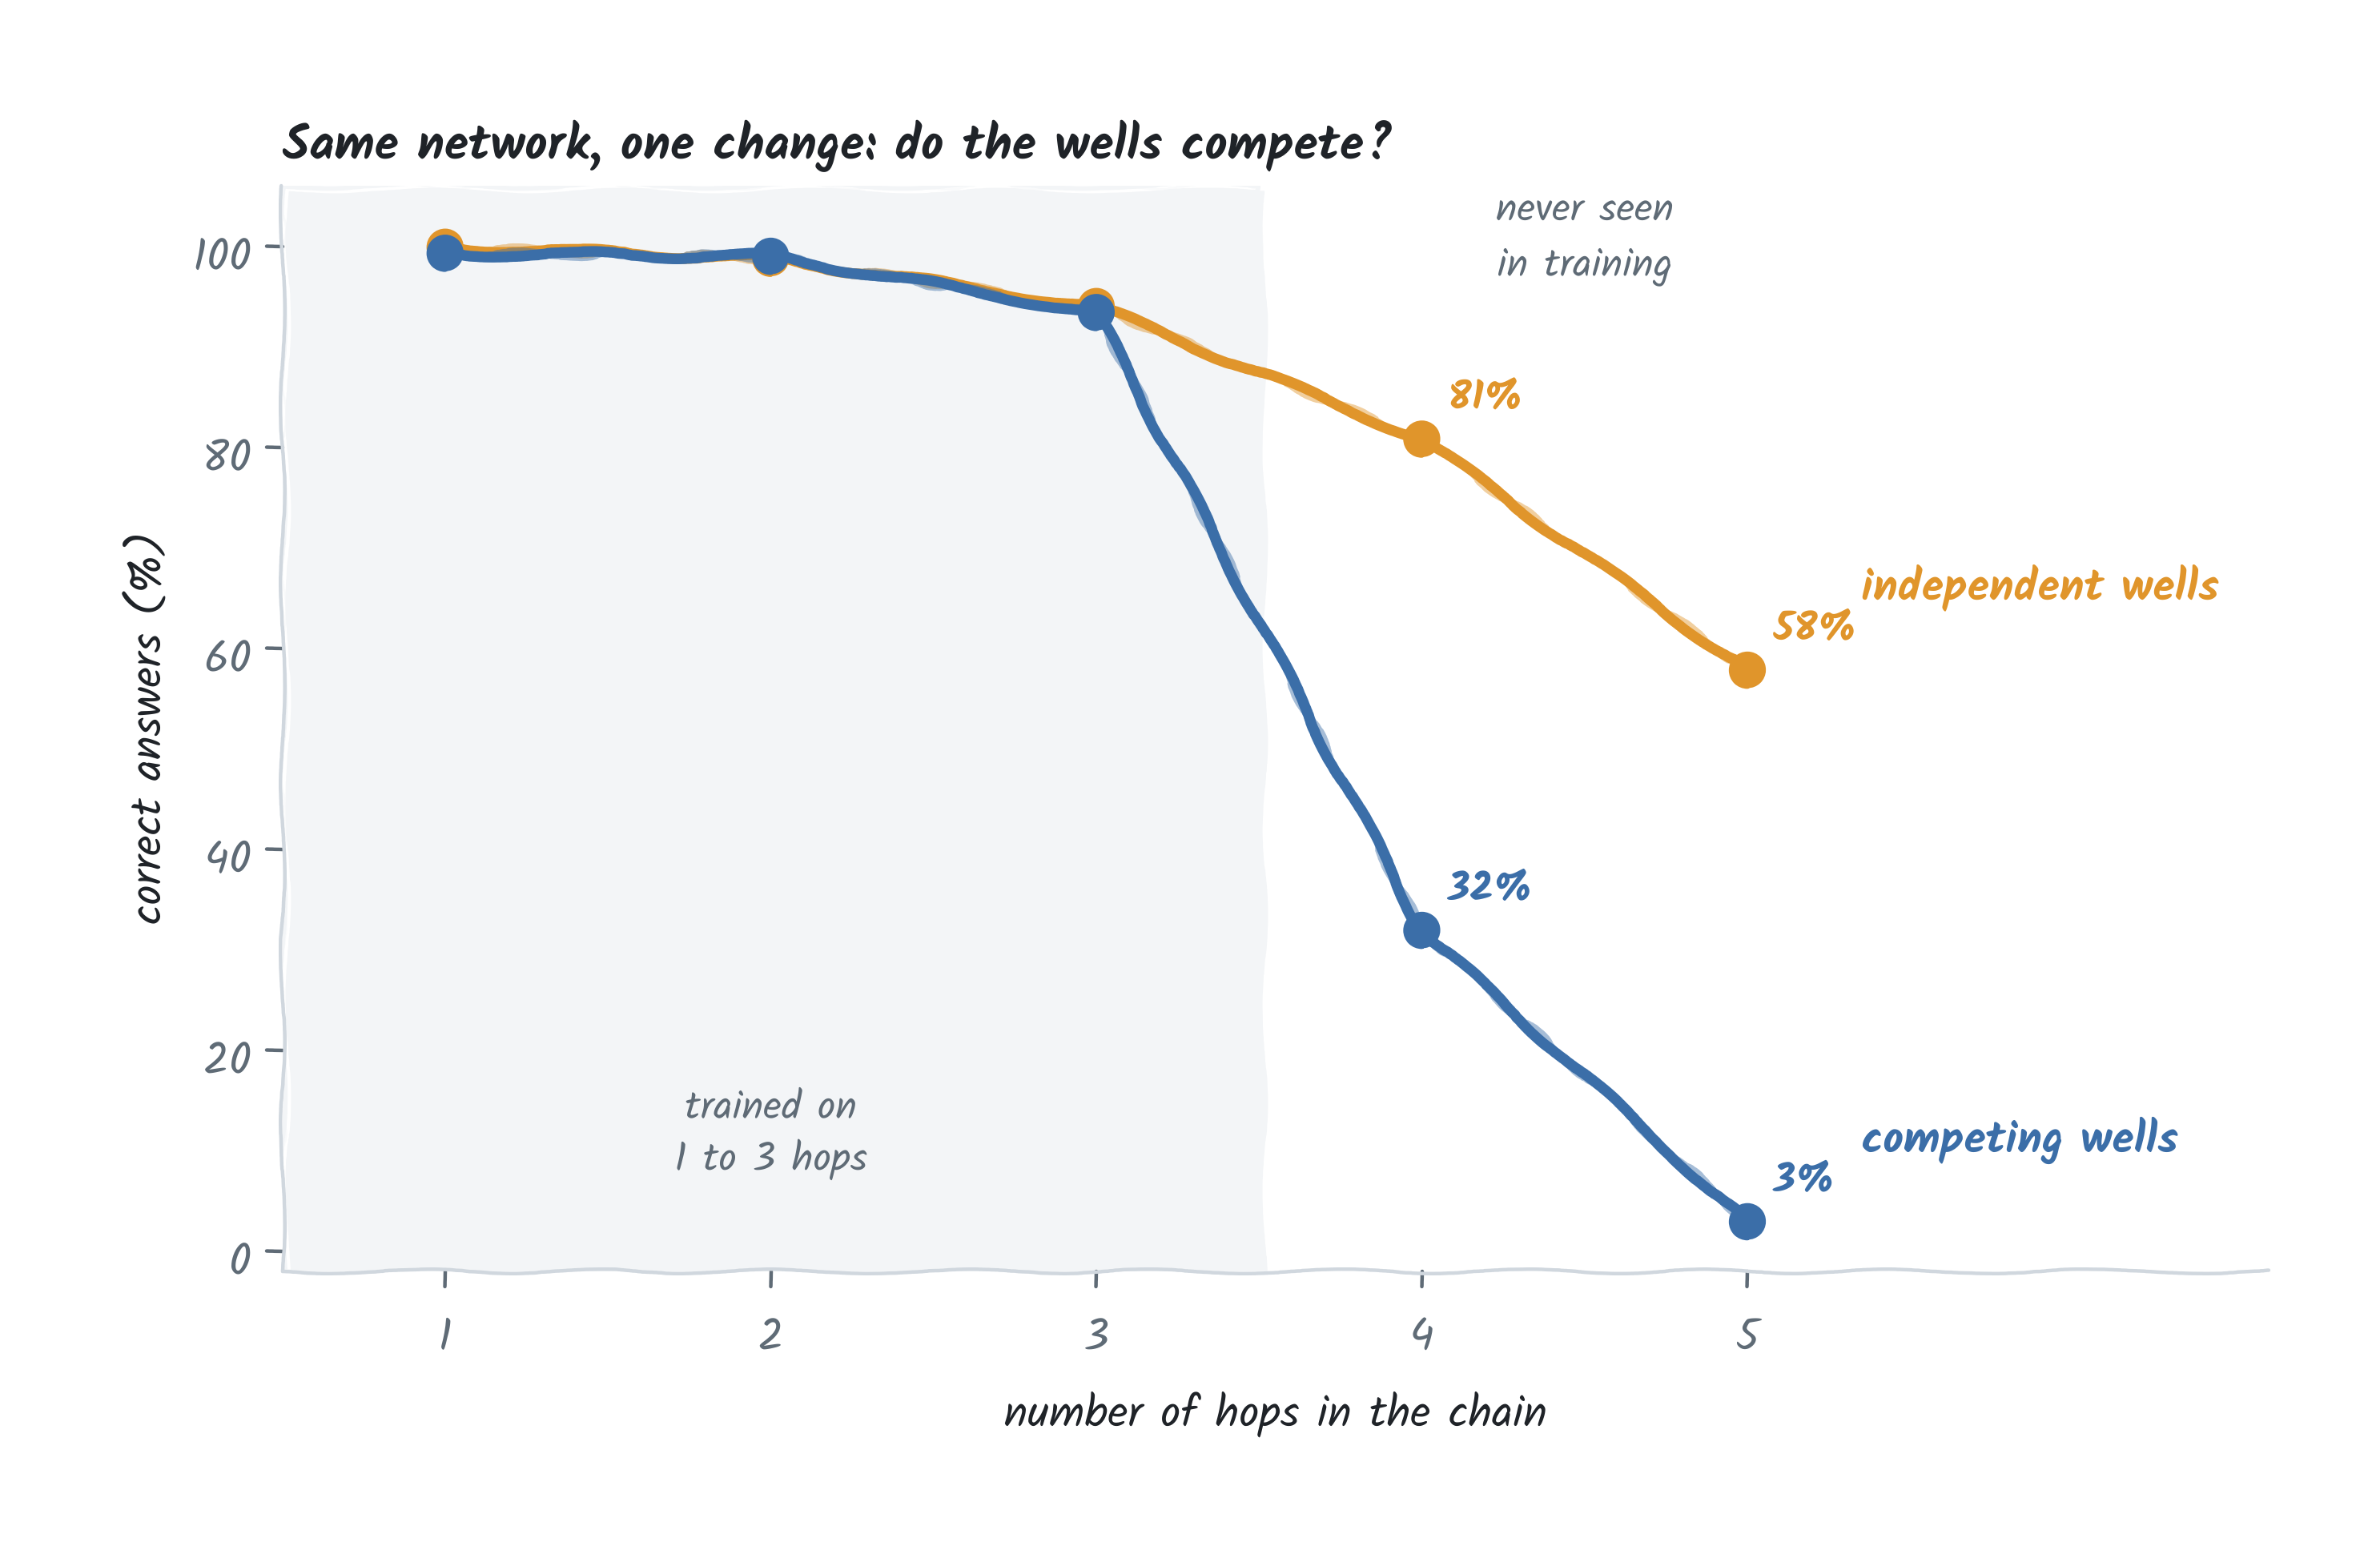 Same network, one change: do the wells compete?
never seen
in training
100
80
60
40
20
0
correct answers (%)
81%
independent wells
58%
32%
competing wells
3%
trained on
1 to 3 hops
1
2
3
4
5
number of hops in the chain